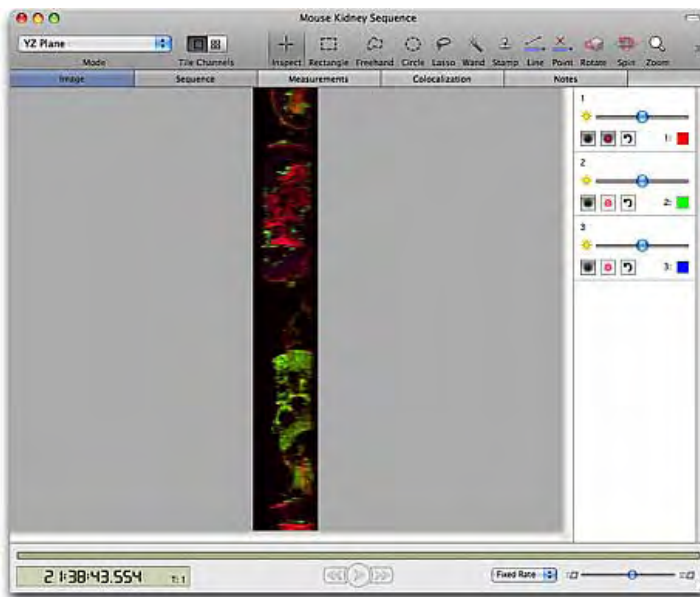 Mouse Kidney Sequence
YZ Plane
Mode
Tile Channels
Inspect Rectangle Freehand Circle Lasso Wand Stamp Line Point Rotate Spin Zoom
Image Sequence Measurements Colocalization Notes
1
1:
2
2:
3
3:
21:38:43.554 T: 1
Fixed Rate